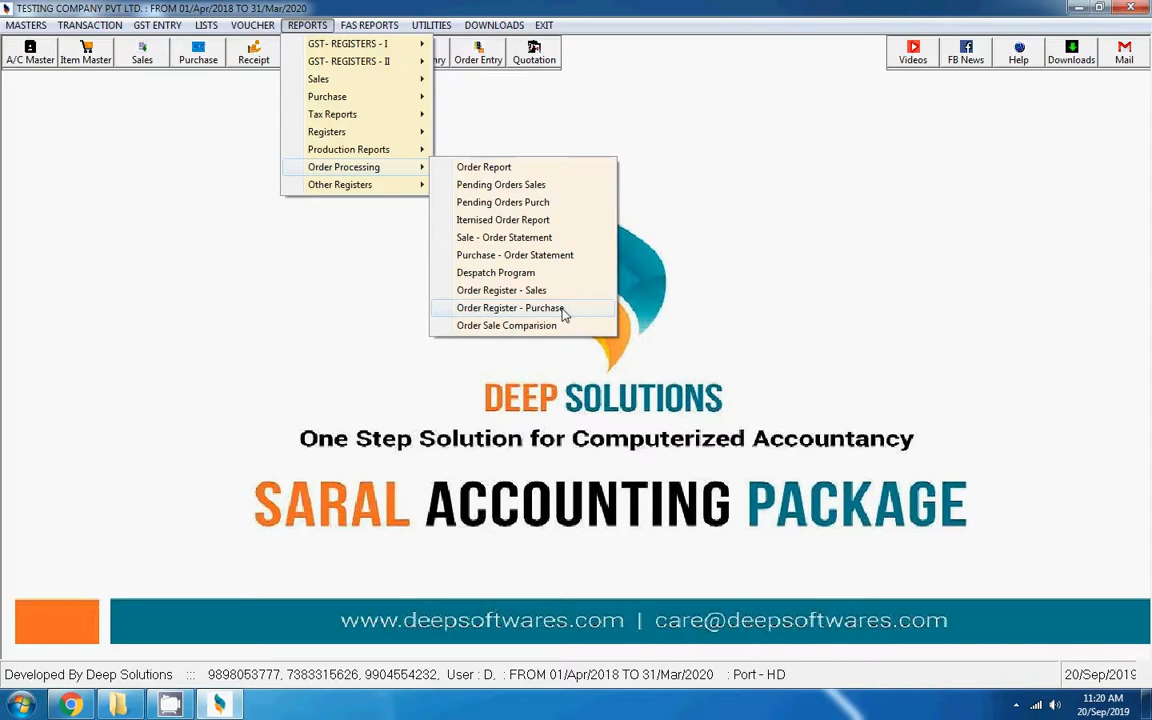 TESTING COMPANY PVT LTD. : FROM 01/Apr/2018 TO 31/Mar/2020
MASTERS TRANSACTION GST ENTRY LISTS VOUCHER REPORTS FAS REPORTS UTILITIES DOWNLOADS EXIT
A/C Master Item Master Sales Purchase Receipt Order Entry Quotation Videos FB News Help Downloads Mail
GST- REGISTERS - I
GST- REGISTERS - II
Sales
Purchase
Tax Reports
Registers
Production Reports
Order Processing
Other Registers
Order Report
Pending Orders Sales
Pending Orders Purch
Itemised Order Report
Sale - Order Statement
Purchase - Order Statement
Despatch Program
Order Register - Sales
Order Register - Purchase
Order Sale Comparision
DEEP SOLUTIONS
One Step Solution for Computerized Accountancy
SARAL ACCOUNTING PACKAGE
www.deepsoftwares.com | care@deepsoftwares.com
Developed By Deep Solutions ::: 9898053777, 7383315626, 9904554232, User : D, : FROM 01/Apr/2018 TO 31/Mar/2020 : Port - HD 20/Sep/2019
11:20 AM
20/Sep/2019